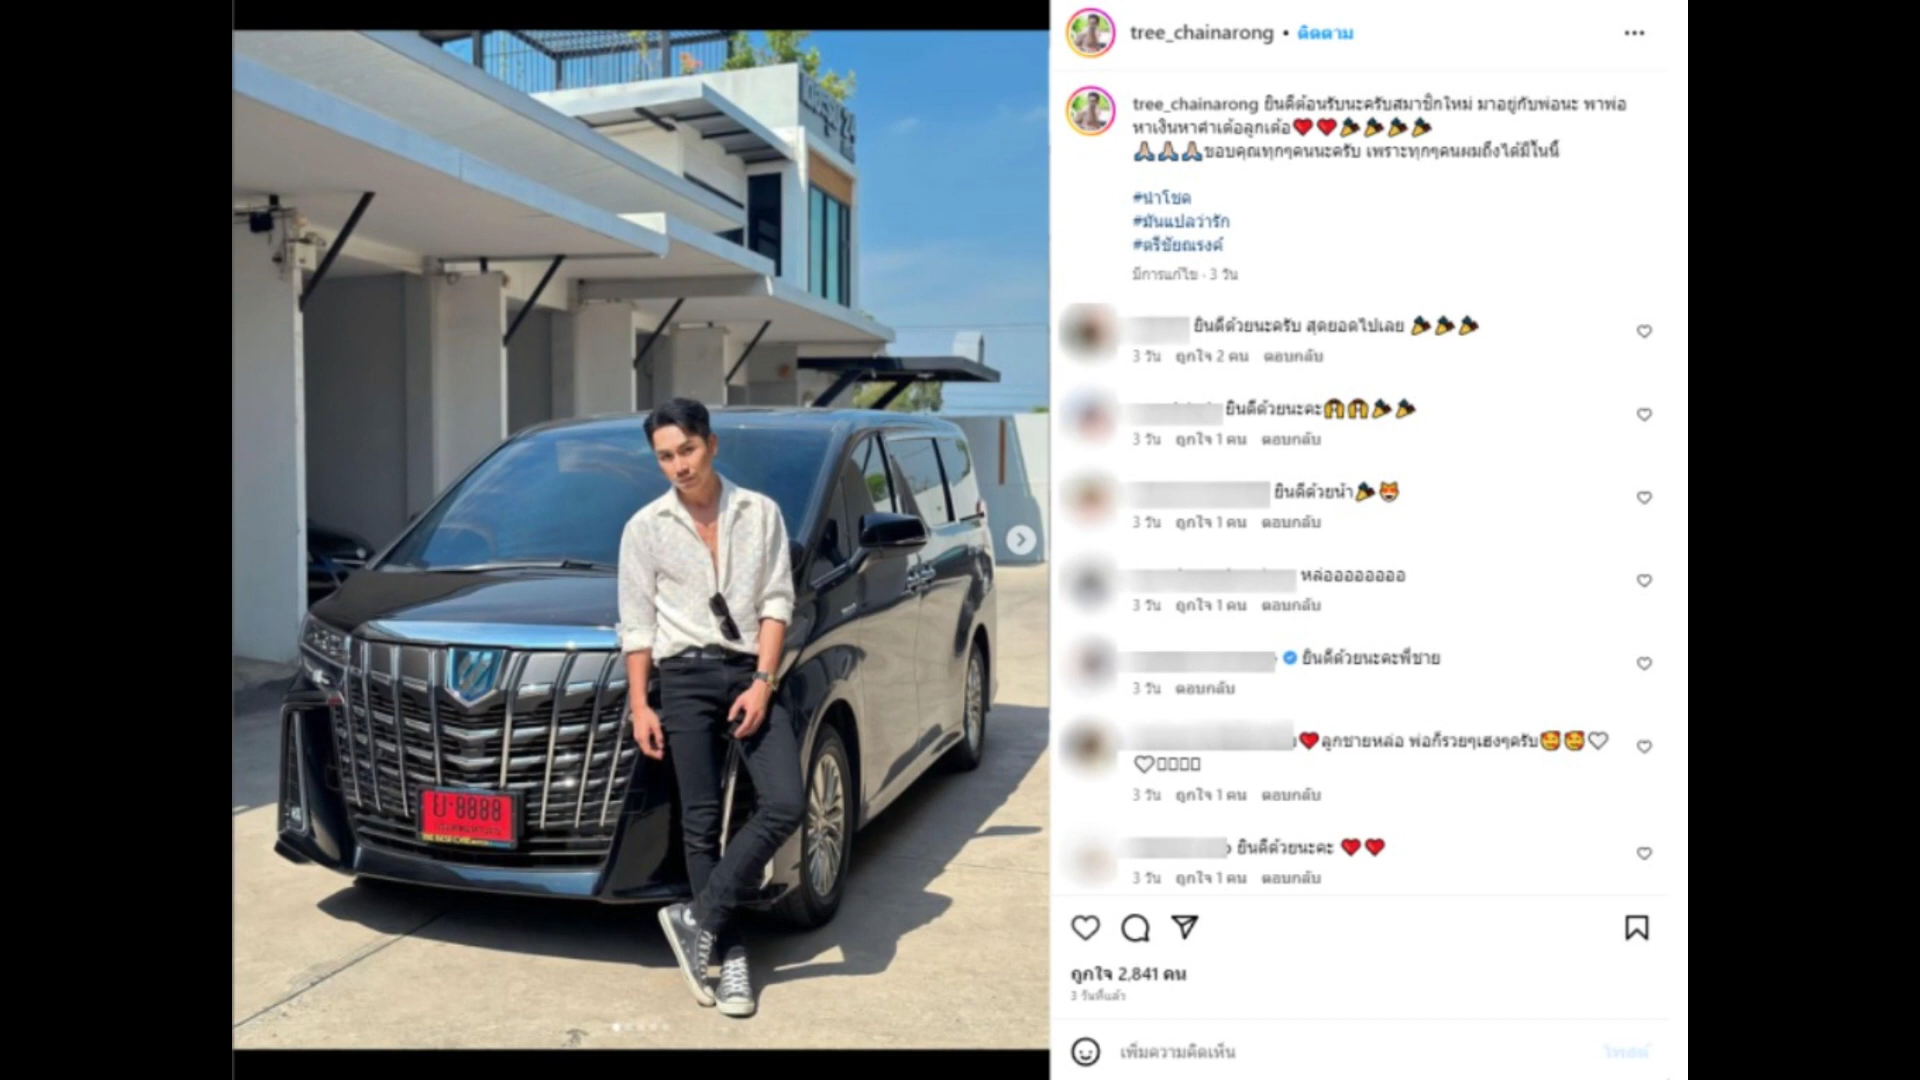 tree_chainarong • ติดตาม
tree_chainarong ยินดีต้อนรับนะครับสมาชิกใหม่ มาอยู่กับพ่อนะ พาพ่อ
หาเงินหาคำเด้อลูกเด้อ❤️❤️🎉🎉🎉🎉
🙏🏻🙏🏻🙏🏻ขอบคุณทุกๆคนนะครับ เพราะทุกๆคนผมถึงได้มีในนี้
#นำโชค
#มันแปลว่ารัก
#ตรีชัยณรงค์
มีการแก้ไข · 3 วัน
ยินดีด้วยนะครับ สุดยอดไปเลย 🎉🎉🎉
3 วัน ถูกใจ 2 คน ตอบกลับ
ยินดีด้วยนะคะ🙌🙌🎉🎉
3 วัน ถูกใจ 1 คน ตอบกลับ
ยินดีด้วยน้า🎉😻
3 วัน ถูกใจ 1 คน ตอบกลับ
หล่ออออออออ
3 วัน ถูกใจ 1 คน ตอบกลับ
ยินดีด้วยนะคะพี่ชาย
3 วัน ตอบกลับ
❤️ลูกชายหล่อ พ่อก็รวยๆเฮงๆครับ🥰🥰♡
♡▯▯▯▯
3 วัน ถูกใจ 1 คน ตอบกลับ
ยินดีด้วยนะคะ ❤️❤️
3 วัน ถูกใจ 1 คน ตอบกลับ
ถูกใจ 2,841 คน
3 วันที่แล้ว
เพิ่มความคิดเห็น
โพสต์
8888